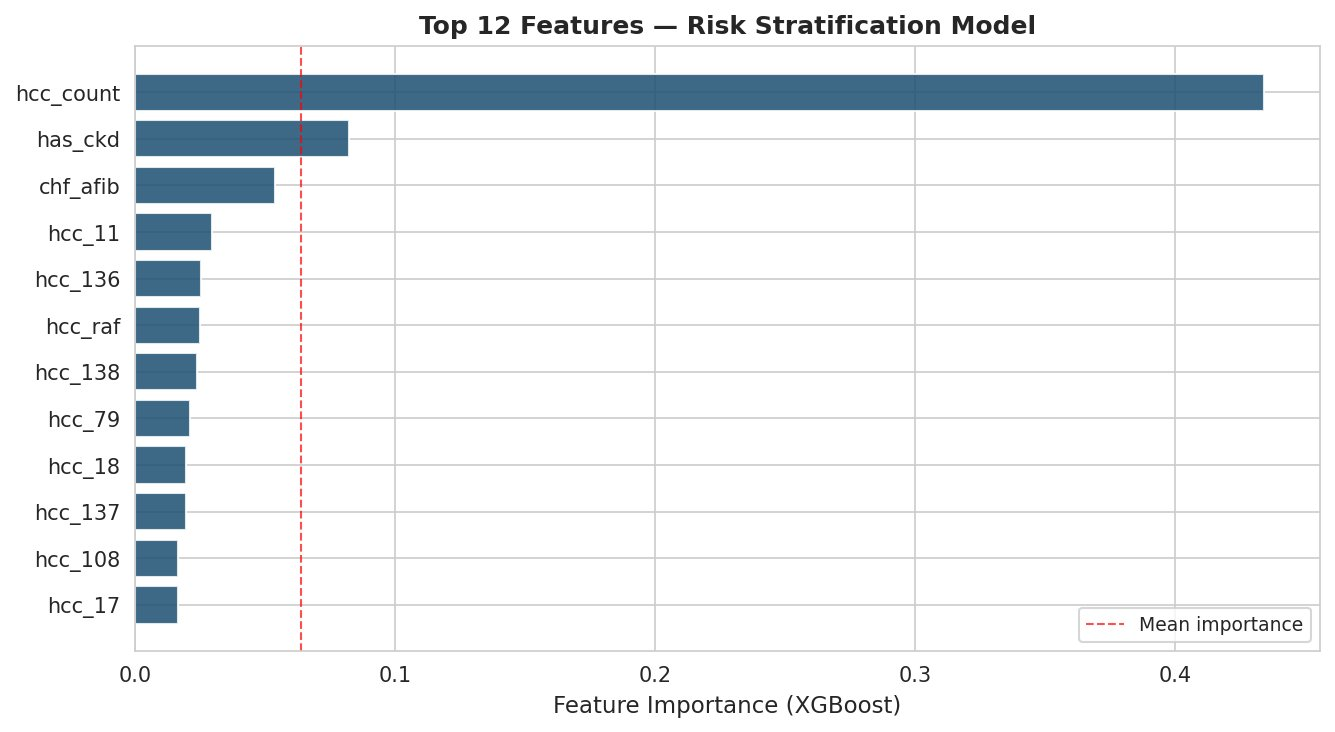 Top 12 Features — Risk Stratification Model
hcc_count
has_ckd
chf_afib
hcc_11
hcc_136
hcc_raf
hcc_138
hcc_79
hcc_18
hcc_137
hcc_108
hcc_17
Mean importance
0.0 0.1 0.2 0.3 0.4
Feature Importance (XGBoost)